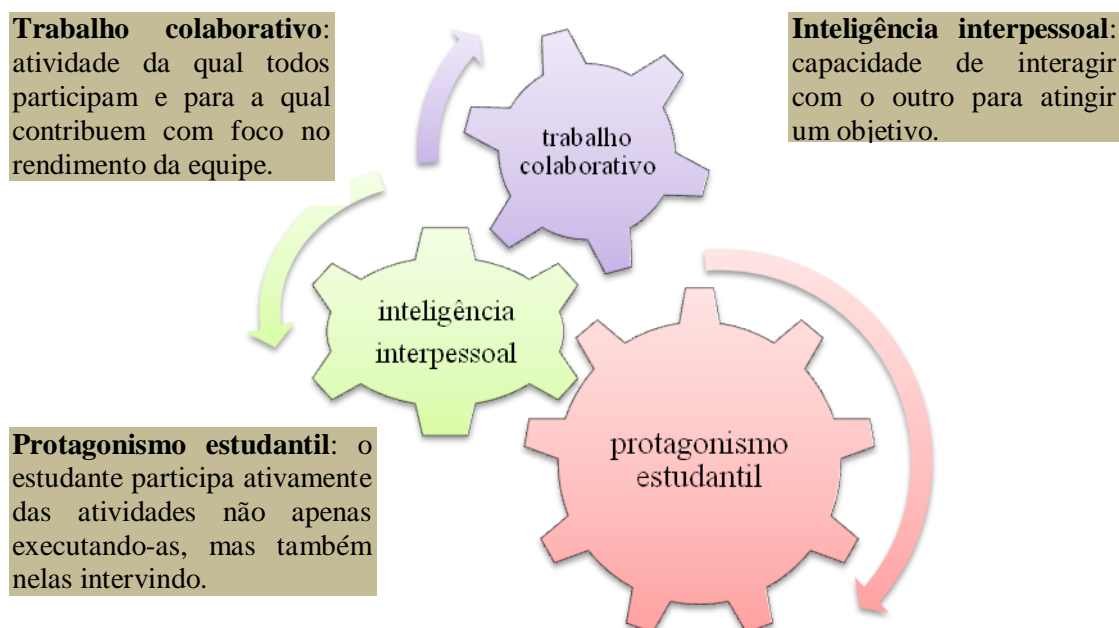 Trabalho colaborativo:
atividade da qual todos
participam e para a qual
contribuem com foco no
rendimento da equipe.
Inteligência interpessoal:
capacidade de interagir
com o outro para atingir
um objetivo.
trabalho
colaborativo
inteligência
interpessoal
Protagonismo estudantil: o
estudante participa ativamente
das atividades não apenas
executando-as, mas também
nelas intervindo.
protagonismo
estudantil